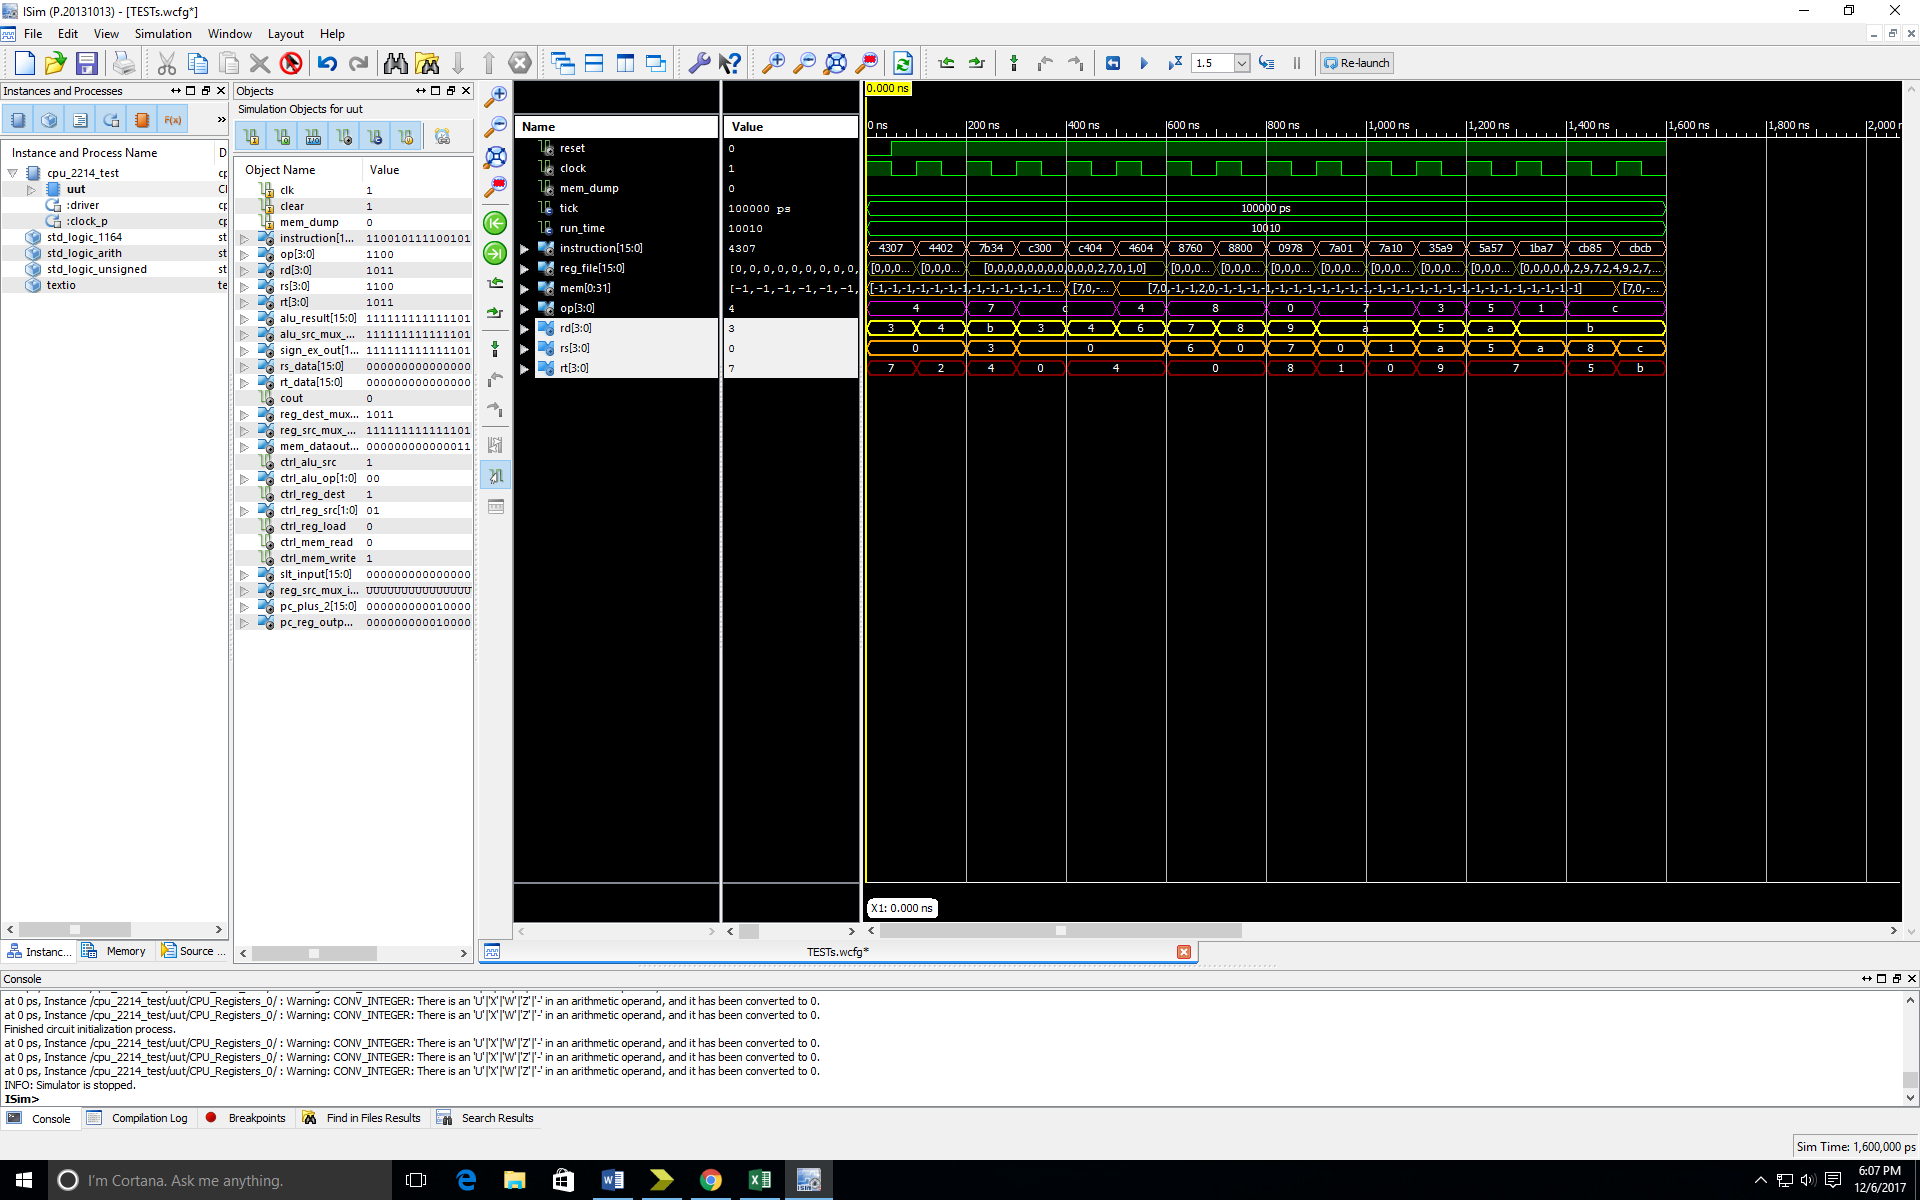 ISim (P.20131013) - [TESTs.wcfg*]
File Edit View Simulation Window Layout Help
1.5
Re-launch
Instances and Processes
F(x)
»
Instance and Process Name D
cpu_2214_test cp
uut Cl
:driver cp
:clock_p cp
std_logic_1164 st
std_logic_arith st
std_logic_unsigned st
textio te
Instanc...
Memory
Source ...
Objects
Simulation Objects for uut
Object Name Value
clk 1
clear 1
mem_dump 0
instruction[1... 110010111100101
op[3:0] 1100
rd[3:0] 1011
rs[3:0] 1100
rt[3:0] 1011
alu_result[15:0] 111111111111101
alu_src_mux_... 111111111111101
sign_ex_out[1... 111111111111101
rs_data[15:0] 000000000000000
rt_data[15:0] 000000000000000
cout 0
reg_dest_mux... 1011
reg_src_mux_... 111111111111101
mem_dataout... 000000000000011
ctrl_alu_src 1
ctrl_alu_op[1:0] 00
ctrl_reg_dest 1
ctrl_reg_src[1:0] 01
ctrl_reg_load 0
ctrl_mem_read 0
ctrl_mem_write 1
slt_input[15:0] 000000000000000
reg_src_mux_i... UUUUUUUUUUUUUUU
pc_plus_2[15:0] 000000000010000
pc_reg_outp... 000000000010000
0.000 ns
Name Value
0 ns 200 ns 400 ns 600 ns 800 ns 1,000 ns 1,200 ns 1,400 ns 1,600 ns 1,800 ns 2,000 n
reset 0
clock 1
mem_dump 0
tick 100000 ps 100000 ps
run_time 10010 10010
instruction[15:0] 4307 4307 4402 7b34 c300 c404 4604 8760 8800 0978 7a01 7a10 35a9 5a57 1ba7 cb85 cbcb
reg_file[15:0] [0,0,0,0,0,0,0,0,0, [0,0,0... [0,0,0... [0,0,0,0,0,0,0,0,0,0,0,2,7,0,1,0] [0,0,0... [0,0,0... [0,0,0... [0,0,0... [0,0,0... [0,0,0... [0,0,0... [0,0,0,0,0,2,9,7,2,4,9,2,7,...
mem[0:31] [-1,-1,-1,-1,-1,-1, [-1,-1,-1,-1,-1,-1,-1,-1,-1,-1,-1,-1... [7,0,-... [7,0,-1,-1,2,0,-1,-1,-1,-1,-1,-1,-1,-1,-1,-1,-1,-1,-1,-1,-1,-1,-1,-1,-1,-1,-1,-1,-1,-1,-1,-1] [7,0,-...
op[3:0] 4 4 7 c 4 8 0 7 3 5 1 c
rd[3:0] 3 3 4 b 3 4 6 7 8 9 a 5 a b
rs[3:0] 0 0 3 0 6 0 7 0 1 a 5 a 8 c
rt[3:0] 7 7 2 4 0 4 0 8 1 0 9 7 5 b
X1: 0.000 ns
TESTs.wcfg*
Console
at 0 ps, Instance /cpu_2214_test/uut/CPU_Registers_0/ : Warning: CONV_INTEGER: There is an 'U'|'X'|'W'|'Z'|'-' in an arithmetic operand, and it has been converted to 0.
at 0 ps, Instance /cpu_2214_test/uut/CPU_Registers_0/ : Warning: CONV_INTEGER: There is an 'U'|'X'|'W'|'Z'|'-' in an arithmetic operand, and it has been converted to 0.
Finished circuit initialization process.
at 0 ps, Instance /cpu_2214_test/uut/CPU_Registers_0/ : Warning: CONV_INTEGER: There is an 'U'|'X'|'W'|'Z'|'-' in an arithmetic operand, and it has been converted to 0.
at 0 ps, Instance /cpu_2214_test/uut/CPU_Registers_0/ : Warning: CONV_INTEGER: There is an 'U'|'X'|'W'|'Z'|'-' in an arithmetic operand, and it has been converted to 0.
at 0 ps, Instance /cpu_2214_test/uut/CPU_Registers_0/ : Warning: CONV_INTEGER: There is an 'U'|'X'|'W'|'Z'|'-' in an arithmetic operand, and it has been converted to 0.
INFO: Simulator is stopped.
ISim>
Console Compilation Log Breakpoints Find in Files Results Search Results
Sim Time: 1,600,000 ps
I'm Cortana. Ask me anything.
6:07 PM
12/6/2017